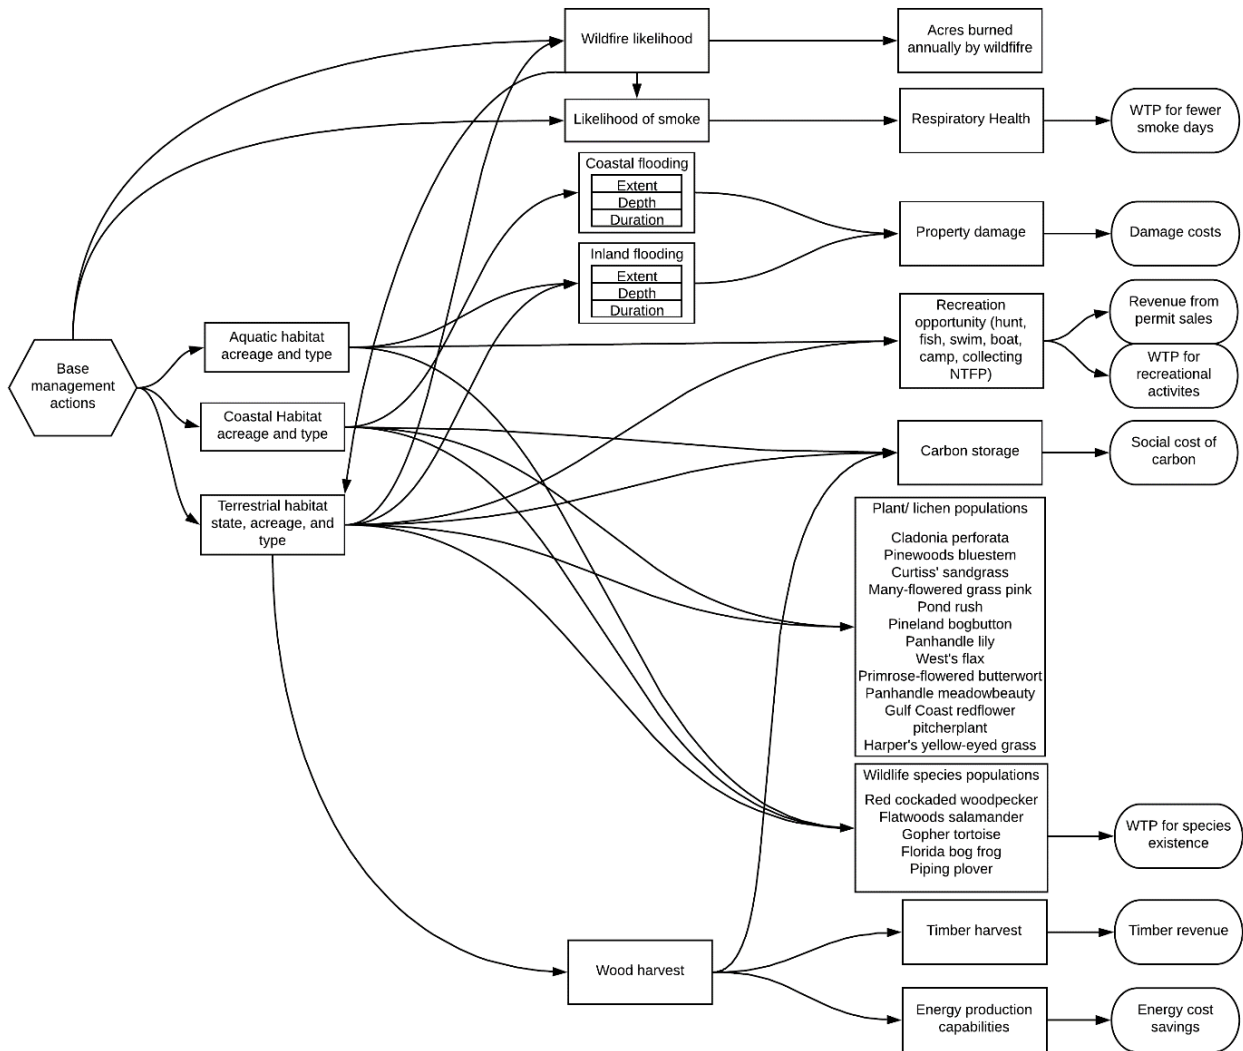 Wildfire likelihood
Acres burned
annually by wildfifre
Likelihood of smoke
Respiratory Health
WTP for fewer
smoke days
Coastal flooding
Extent
Depth
Duration
Property damage
Damage costs
Inland flooding
Extent
Depth
Duration
Base
management
actions
Aquatic habitat
acreage and type
Recreation
opportunity (hunt,
fish, swim, boat,
camp, collecting
NTFP)
Revenue from
permit sales
WTP for
recreational
activites
Coastal Habitat
acreage and type
Carbon storage
Social cost of
carbon
Terrestrial habitat
state, acreage, and
type
Plant/ lichen populations
Cladonia perforata
Pinewoods bluestem
Curtiss' sandgrass
Many-flowered grass pink
Pond rush
Pineland bogbutton
Panhandle lily
West's flax
Primrose-flowered butterwort
Panhandle meadowbeauty
Gulf Coast redflower
pitcherplant
Harper's yellow-eyed grass
Wildlife species populations
Red cockaded woodpecker
Flatwoods salamander
Gopher tortoise
Florida bog frog
Piping plover
WTP for species
existence
Wood harvest
Timber harvest
Timber revenue
Energy production
capabilities
Energy cost
savings